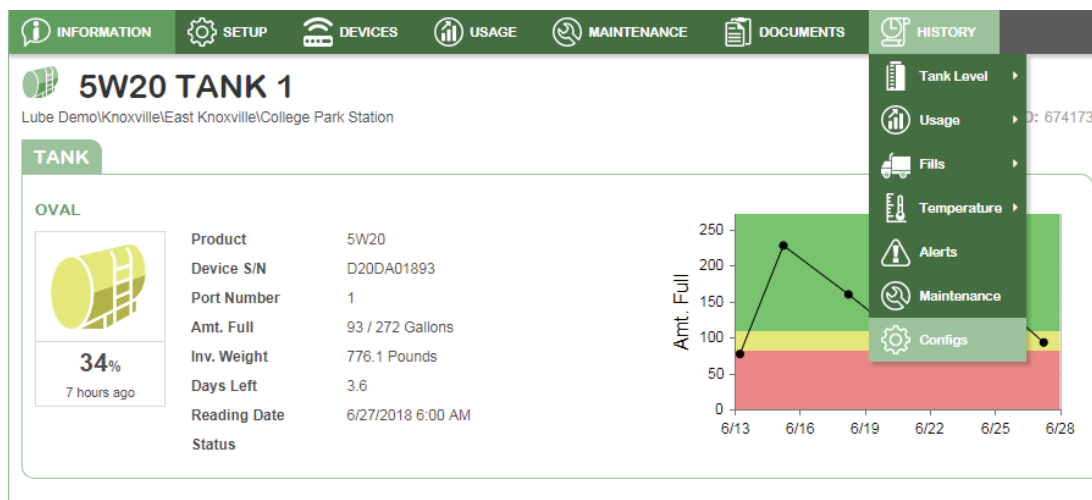 INFORMATION SETUP DEVICES USAGE MAINTENANCE DOCUMENTS HISTORY
5W20 TANK 1
Lube Demo\Knoxville\East Knoxville\College Park Station
674173
TANK
Tank Level
Usage
Fills
Temperature
Alerts
Maintenance
Configs
OVAL
34%
7 hours ago
Product 5W20
Device S/N D20DA01893
Port Number 1
Amt. Full 93 / 272 Gallons
Inv. Weight 776.1 Pounds
Days Left 3.6
Reading Date 6/27/2018 6:00 AM
Status
Amt. Full
250
200
150
100
50
0
6/13 6/16 6/19 6/22 6/25 6/28